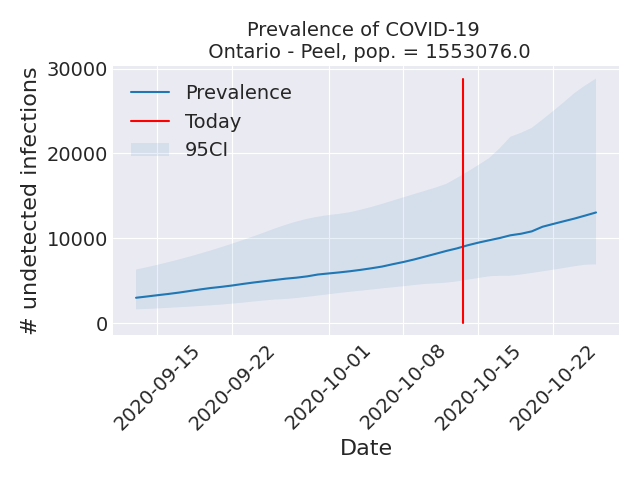 Prevalence of COVID-19
Ontario - Peel, pop. = 1553076.0
# undetected infections
30000
20000
10000
0
Prevalence
Today
95CI
2020-09-15
2020-09-22
2020-10-01
2020-10-08
2020-10-15
2020-10-22
Date